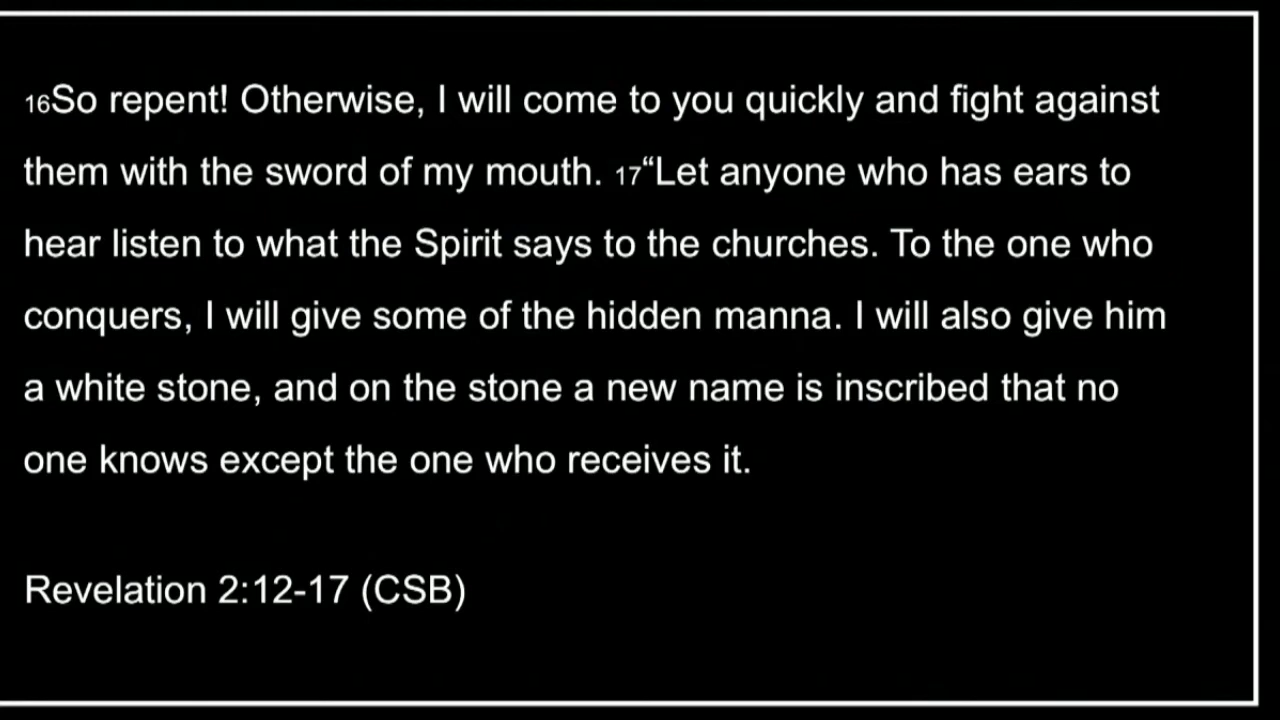 16So repent! Otherwise, I will come to you quickly and fight against
them with the sword of my mouth. 17“Let anyone who has ears to
hear listen to what the Spirit says to the churches. To the one who
conquers, I will give some of the hidden manna. I will also give him
a white stone, and on the stone a new name is inscribed that no
one knows except the one who receives it.
Revelation 2:12-17 (CSB)